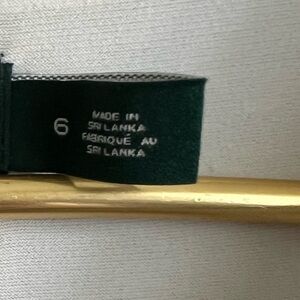 6
MADE IN
SRI LANKA
FABRIQUÉ AU
SRI LANKA